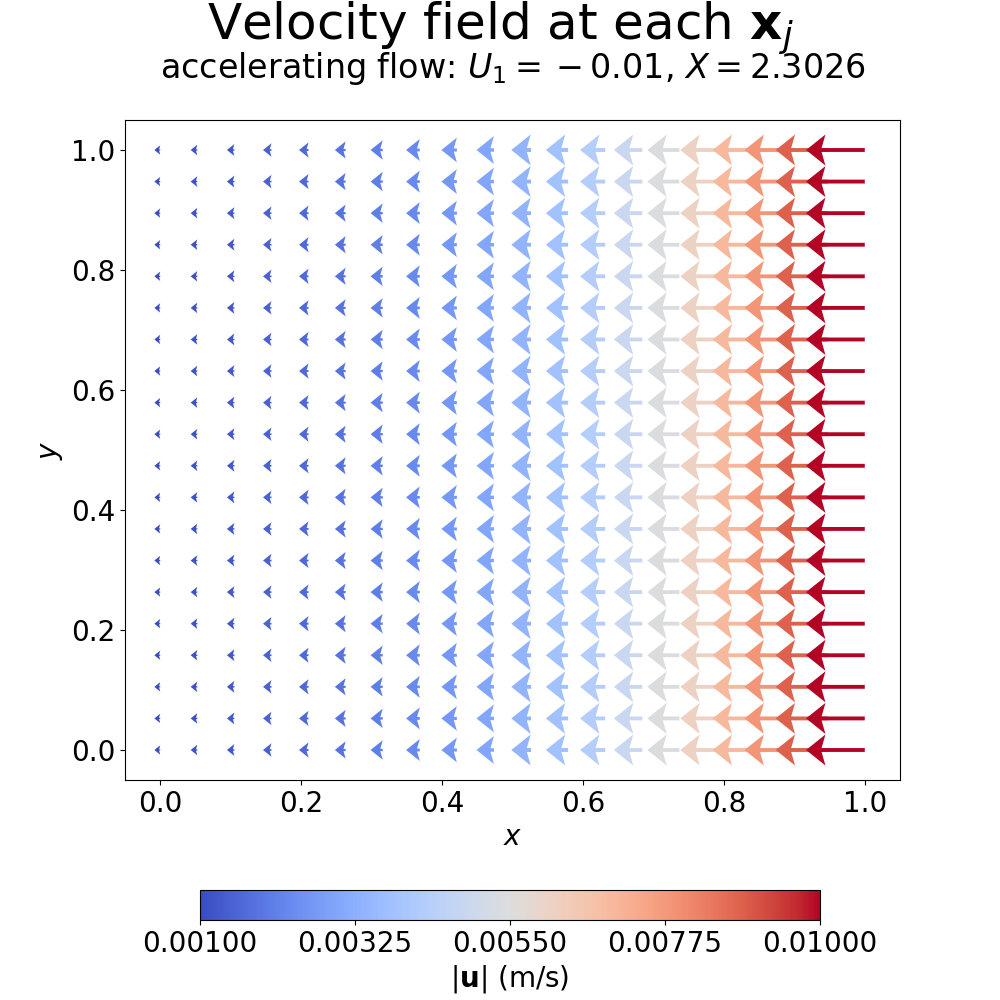 Velocity field at each 𝐱ⱼ
accelerating flow: U₁ = −0.01, X = 2.3026
1.0
0.8
0.6
0.4
0.2
0.0
y
0.0 0.2 0.4 0.6 0.8 1.0
x
0.00100 0.00325 0.00550 0.00775 0.01000
|𝐮| (m/s)